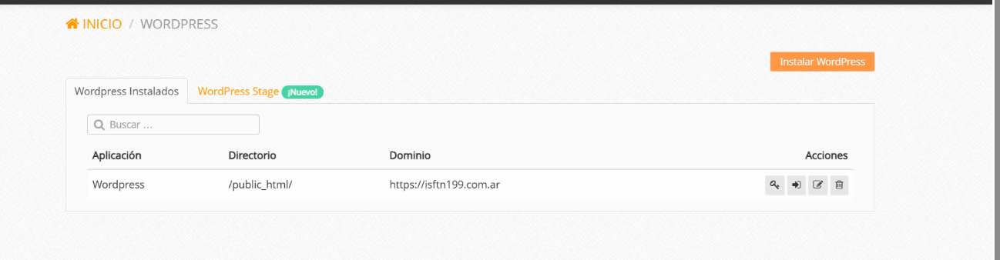 INICIO / WORDPRESS
Instalar WordPress
Wordpress Instalados WordPress Stage ¡Nuevo!
Buscar ...
Aplicación Directorio Dominio Acciones
Wordpress /public_html/ https://isftn199.com.ar